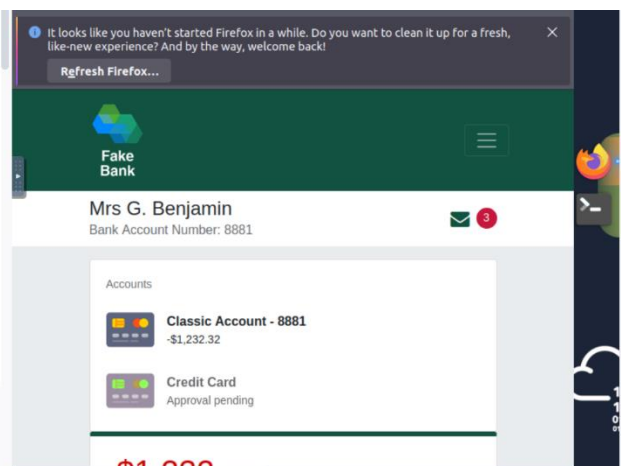 It looks like you haven't started Firefox in a while. Do you want to clean it up for a fresh,
like-new experience? And by the way, welcome back!
Refresh Firefox...
Fake
Bank
Mrs G. Benjamin
Bank Account Number: 8881
3
Accounts
Classic Account - 8881
-$1,232.32
Credit Card
Approval pending